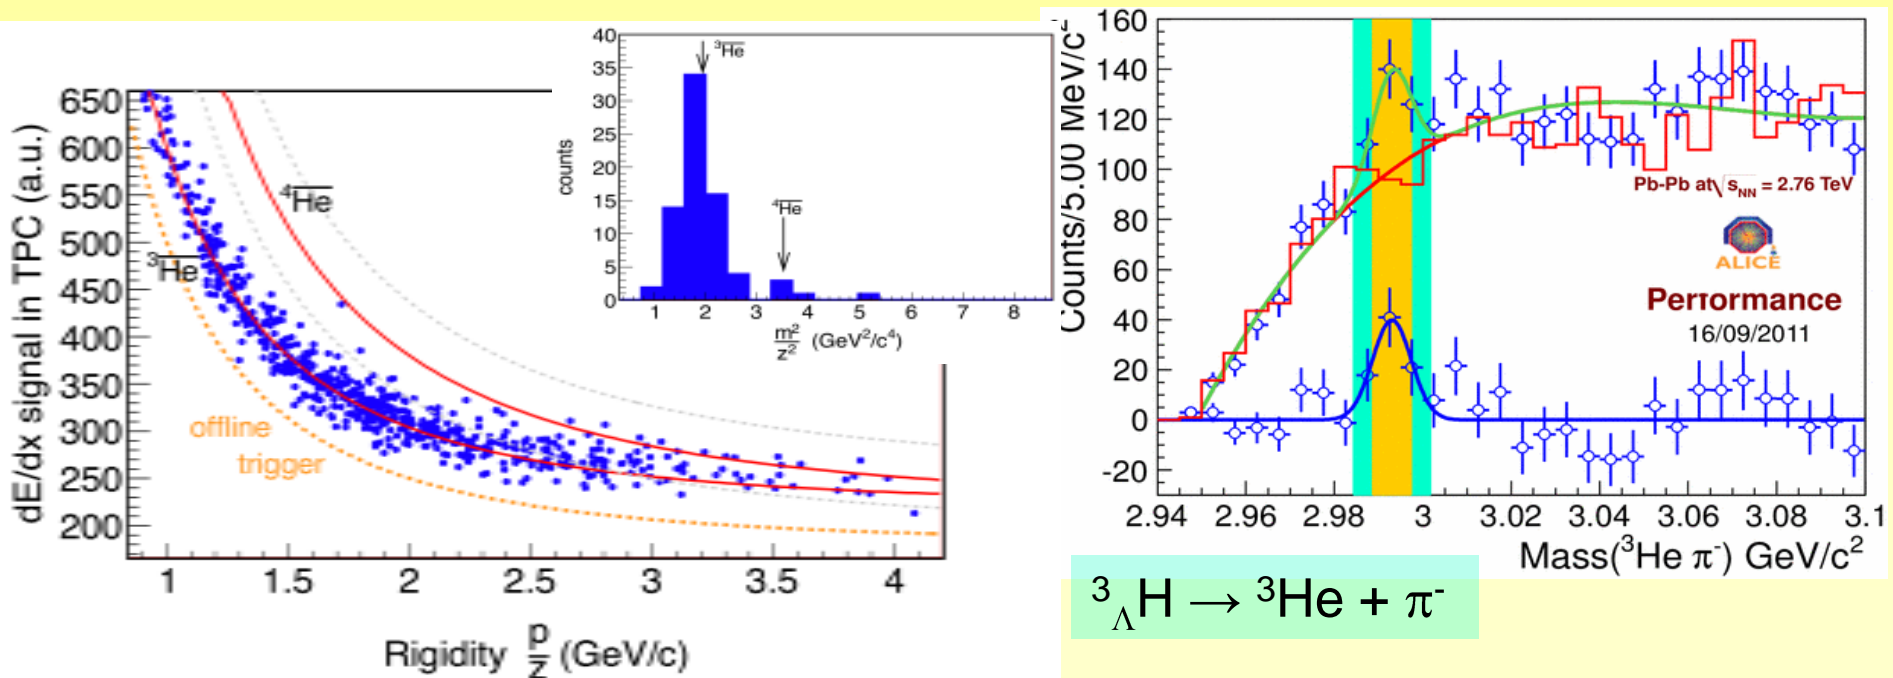 dE/dx signal in TPC (a.u.)
650
600
550
500
450
400
350
300
250
200
⁴H̅e̅
³H̅e̅
offline
trigger
1 1.5 2 2.5 3 3.5 4
Rigidity p/z (GeV/c)
counts
40
35
30
25
20
15
10
5
0
³H̅e̅
⁴H̅e̅
1 2 3 4 5 6 7 8
m²/z² (GeV²/c⁴)
Counts/5.00 MeV/c²
160
140
120
100
80
60
40
20
0
-20
Pb-Pb at √sNN = 2.76 TeV
ALICE
Performance
16/09/2011
2.94 2.96 2.98 3 3.02 3.04 3.06 3.08 3.1
Mass(³He π⁻) GeV/c²
³ΛH → ³He + π⁻